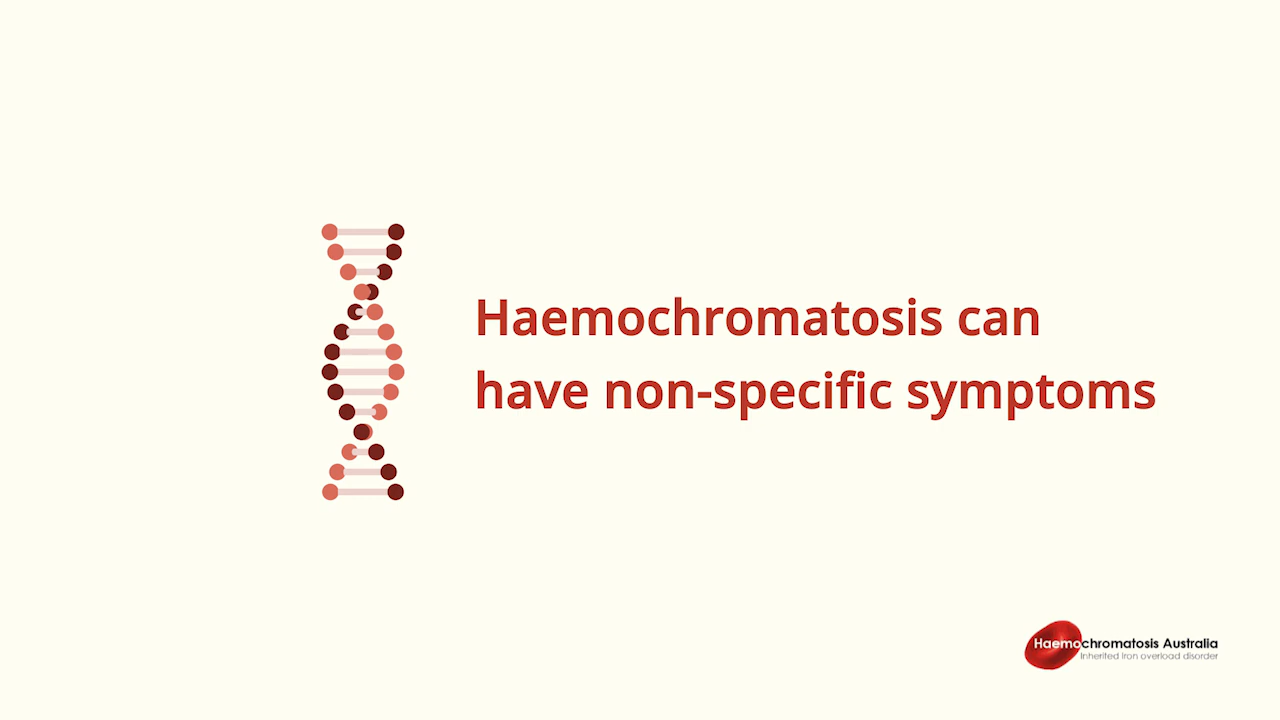 Haemochromatosis can
have non-specific symptoms
Haemochromatosis Australia
Inherited iron overload disorder